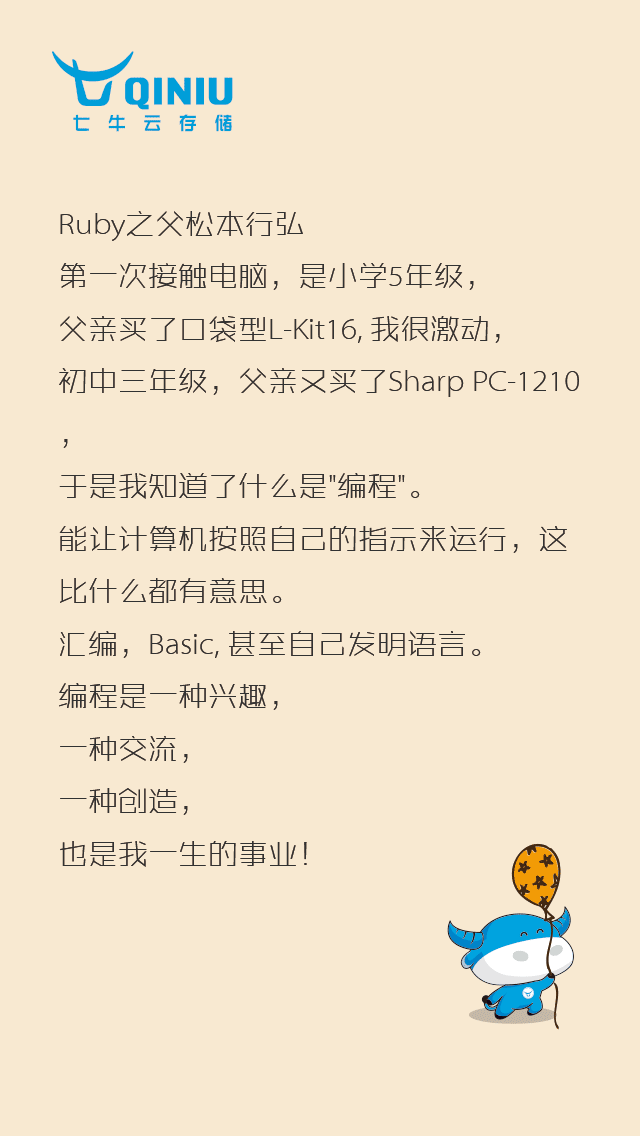 QINIU
七牛云存储
Ruby之父松本行弘
第一次接触电脑，是小学5年级，
父亲买了口袋型L-Kit16, 我很激动，
初中三年级，父亲又买了Sharp PC-1210
，
于是我知道了什么是"编程"。
能让计算机按照自己的指示来运行，这
比什么都有意思。
汇编，Basic, 甚至自己发明语言。
编程是一种兴趣，
一种交流，
一种创造，
也是我一生的事业！